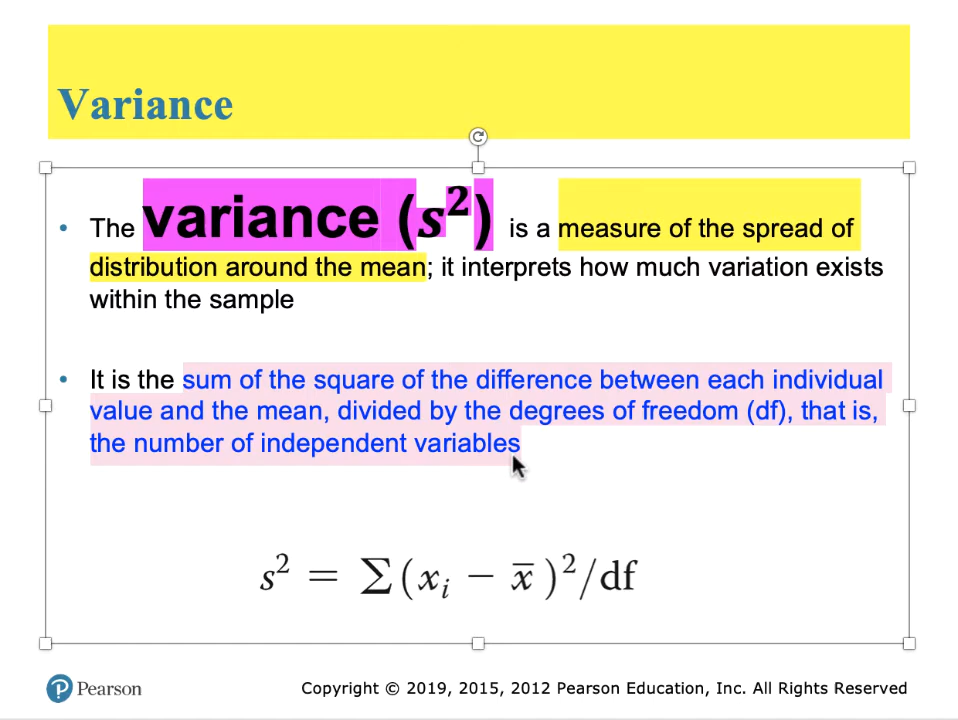 Variance
• The variance (s²) is a measure of the spread of
distribution around the mean; it interprets how much variation exists
within the sample
• It is the sum of the square of the difference between each individual
value and the mean, divided by the degrees of freedom (df), that is,
the number of independent variables
s² = ∑(xᵢ − x̅)²/df
Pearson
Copyright © 2019, 2015, 2012 Pearson Education, Inc. All Rights Reserved